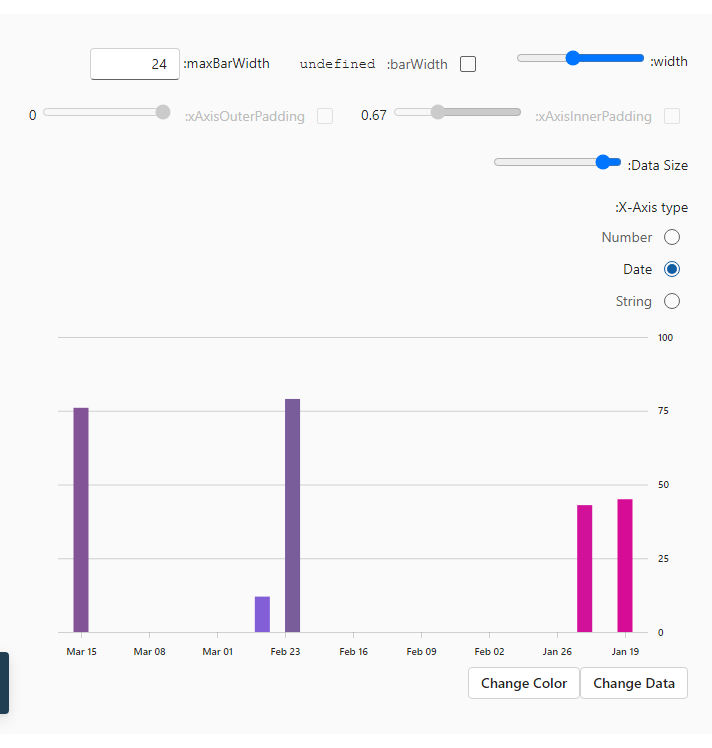 width:
barWidth: undefined
maxBarWidth: 24
xAxisInnerPadding: 0.67
xAxisOuterPadding: 0
Data Size:
X-Axis type:
Number
Date
String
100
75
50
25
0
Mar 15 Mar 08 Mar 01 Feb 23 Feb 16 Feb 09 Feb 02 Jan 26 Jan 19
Change Color Change Data